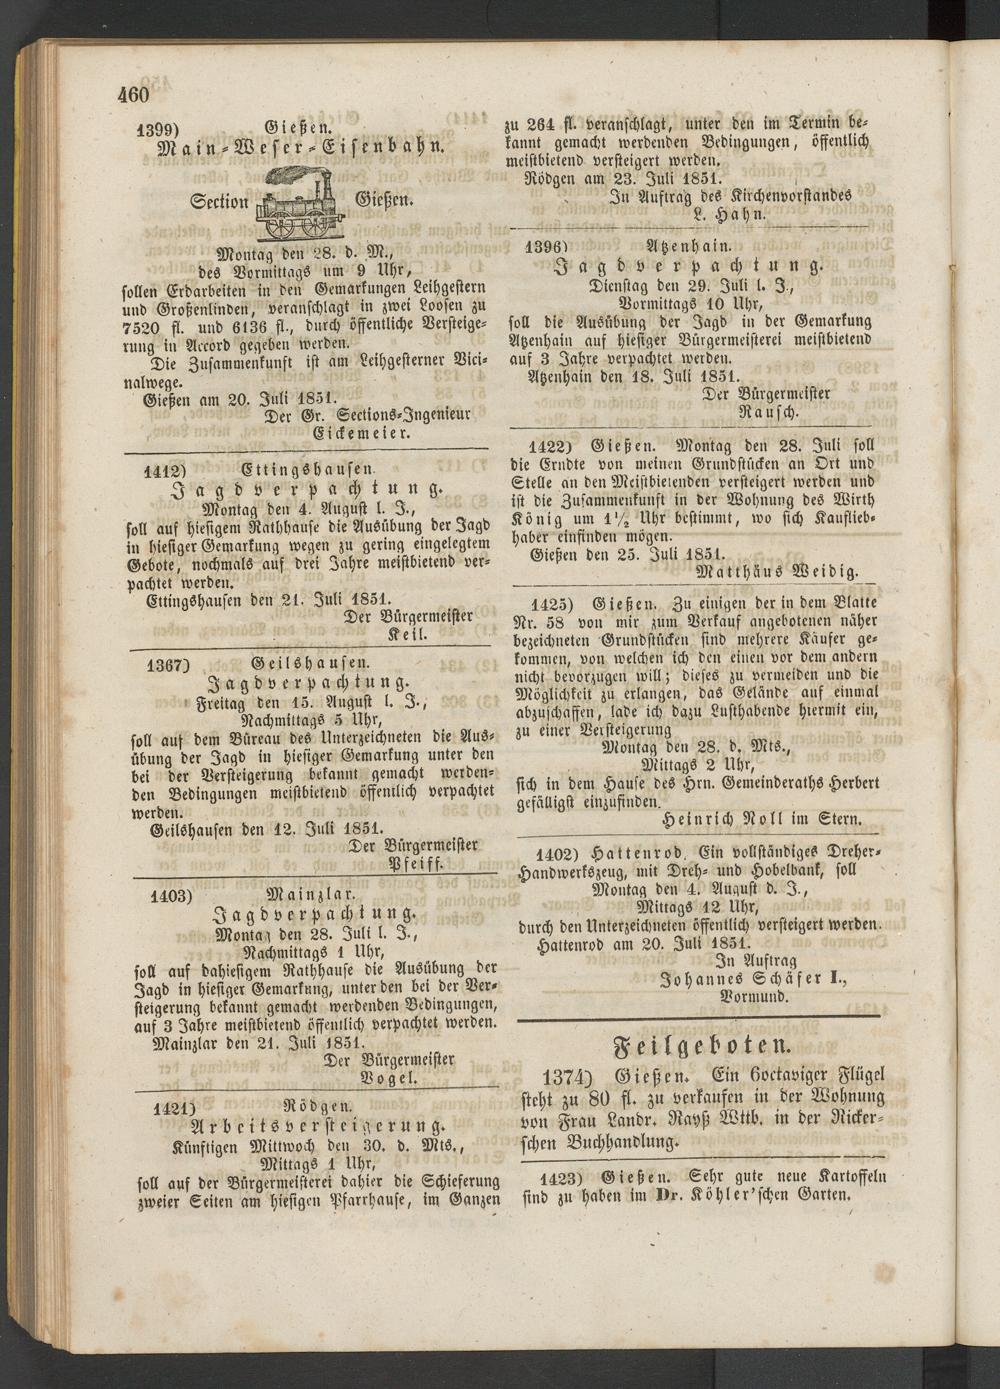 460
1399) Gießen.
Main-Weser-Eisenbahn.
Section Gießen.
Montag den 28. d. M.,
des Vormittags um 9 Uhr,
sollen Erdarbeiten in den Gemarkungen Leihgestern
und Großenlinden, veranschlagt in zwei Loosen zu
7520 fl. und 6136 fl., durch öffentliche Versteige-
rung in Accord gegeben werden.
Die Zusammenkunft ist am Leihgesterner Vici-
nalwege.
Gießen am 20. Juli 1851.
Der Gr. Sections-Ingenieur
Eickemeier.
1412) Ettingshausen.
Jagdverpachtung.
Montag den 4. August l. J.,
soll auf hiesigem Rathhause die Ausübung der Jagd
in hiesiger Gemarkung wegen zu gering eingelegtem
Gebote, nochmals auf drei Jahre meistbietend ver-
pachtet werden.
Ettingshausen den 21. Juli 1851.
Der Bürgermeister
Keil.
1367) Geilshausen.
Jagdverpachtung.
Freitag den 15. August l. J.,
Nachmittags 5 Uhr,
soll auf dem Büreau des Unterzeichneten die Aus-
übung der Jagd in hiesiger Gemarkung unter den
bei der Versteigerung bekannt gemacht werden-
den Bedingungen meistbietend öffentlich verpachtet
werden.
Geilshausen den 12. Juli 1851.
Der Bürgermeister
Pfeiff.
1403) Mainzlar.
Jagdverpachtung.
Montag den 28. Juli l. J.,
Nachmittags 1 Uhr,
soll auf dahiesigem Rathhause die Ausübung der
Jagd in hiesiger Gemarkung, unter den bei der Ver-
steigerung bekannt gemacht werdenden Bedingungen,
auf 3 Jahre meistbietend öffentlich verpachtet werden.
Mainzlar den 21. Juli 1851.
Der Bürgermeister
Vogel.
1421) Rödgen.
Arbeitsversteigerung.
Künftigen Mittwoch den 30. d. Mts.,
Mittags 1 Uhr,
soll auf der Bürgermeisterei dahier die Schieferung
zweier Seiten am hiesigen Pfarrhause, im Ganzen
zu 264 fl. veranschlagt, unter den im Termin be-
kannt gemacht werdenden Bedingungen, öffentlich
meistbietend versteigert werden.
Rödgen am 23. Juli 1851.
In Auftrag des Kirchenvorstandes
L. Hahn.
1396) Atzenhain.
Jagdverpachtung.
Dienstag den 29. Juli l. J.,
Vormittags 10 Uhr,
soll die Ausübung der Jagd in der Gemarkung
Atzenhain auf hiesiger Bürgermeisterei meistbietend
auf 3 Jahre verpachtet werden.
Atzenhain den 18. Juli 1851.
Der Bürgermeister
Rausch.
1422) Gießen. Montag den 28. Juli soll
die Erndte von meinen Grundstücken an Ort und
Stelle an den Meistbietenden versteigert werden und
ist die Zusammenkunft in der Wohnung des Wirth
König um 1½ Uhr bestimmt, wo sich Kauflieb-
haber einfinden mögen.
Gießen den 25. Juli 1851.
Matthäus Weidig.
1425) Gießen. Zu einigen der in dem Blatte
Nr. 58 von mir zum Verkauf angebotenen näher
bezeichneten Grundstücken sind mehrere Käufer ge-
kommen, von welchen ich den einen vor dem andern
nicht bevorzugen will; dieses zu vermeiden und die
Möglichkeit zu erlangen, das Gelände auf einmal
abzuschaffen, lade ich dazu Lusthabende hiermit ein,
zu einer Versteigerung
Montag den 28. d. Mts.,
Mittags 2 Uhr,
sich in dem Hause des Hrn. Gemeinderaths Herbert
gefälligst einzufinden.
Heinrich Noll im Stern.
1402) Hattenrod. Ein vollständiges Dreher-
Handwerkszeug, mit Dreh- und Hobelbank, soll
Montag den 4. August d. J.,
Mittags 12 Uhr,
durch den Unterzeichneten öffentlich versteigert werden.
Hattenrod am 20. Juli 1851.
In Auftrag
Johannes Schäfer I.,
Vormund.
Feilgeboten.
1374) Gießen. Ein 6octaviger Flügel
steht zu 80 fl. zu verkaufen in der Wohnung
von Frau Landr. Rayß Wttb. in der Ricker-
schen Buchhandlung.
1423) Gießen. Sehr gute neue Kartoffeln
sind zu haben im Dr. Köhler'schen Garten.